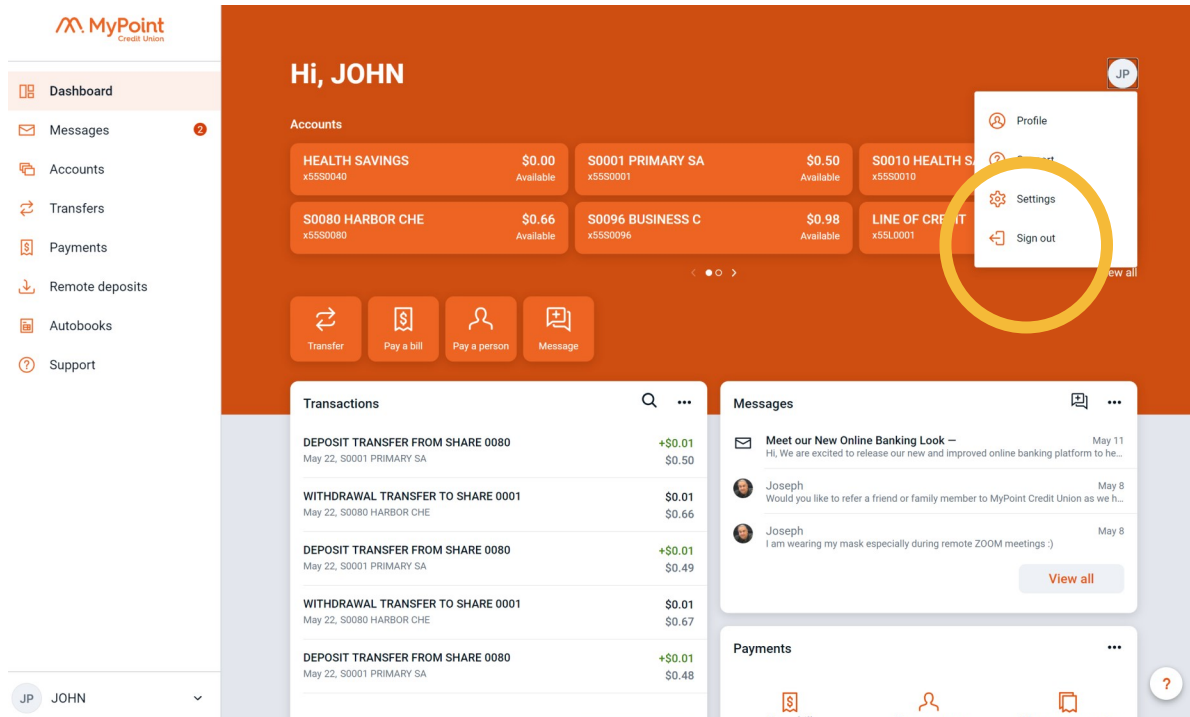 MyPoint
Credit Union
Dashboard
Messages 2
Accounts
Transfers
Payments
Remote deposits
Autobooks
Support
JP JOHN
Hi, JOHN
JP
Profile
Settings
Sign out
Accounts
HEALTH SAVINGS $0.00
x55S0040 Available
S0001 PRIMARY SA $0.50
x55S0001 Available
S0010 HEALTH
x55S0010
S0080 HARBOR CHE $0.66
x55S0080 Available
S0096 BUSINESS C $0.98
x55S0096 Available
LINE OF
x55L0001
all
Transfer
Pay a bill
Pay a person
Message
Transactions
DEPOSIT TRANSFER FROM SHARE 0080 +$0.01
May 22, S0001 PRIMARY SA $0.50
WITHDRAWAL TRANSFER TO SHARE 0001 $0.01
May 22, S0080 HARBOR CHE $0.66
DEPOSIT TRANSFER FROM SHARE 0080 +$0.01
May 22, S0001 PRIMARY SA $0.49
WITHDRAWAL TRANSFER TO SHARE 0001 $0.01
May 22, S0080 HARBOR CHE $0.67
DEPOSIT TRANSFER FROM SHARE 0080 +$0.01
May 22, S0001 PRIMARY SA $0.48
Messages
Meet our New Online Banking Look — May 11
Hi, We are excited to release our new and improved online banking platform to he...
Joseph May 8
Would you like to refer a friend or family member to MyPoint Credit Union as we h...
Joseph May 8
I am wearing my mask especially during remote ZOOM meetings :)
View all
Payments
?